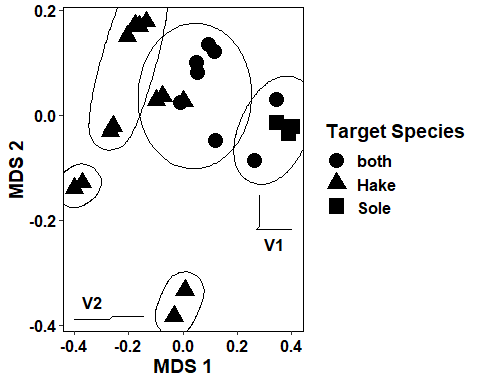 0.2
0.0
-0.2
-0.4
MDS 2
V1
V2
-0.4 -0.2 0.0 0.2 0.4
MDS 1
Target Species
both
Hake
Sole